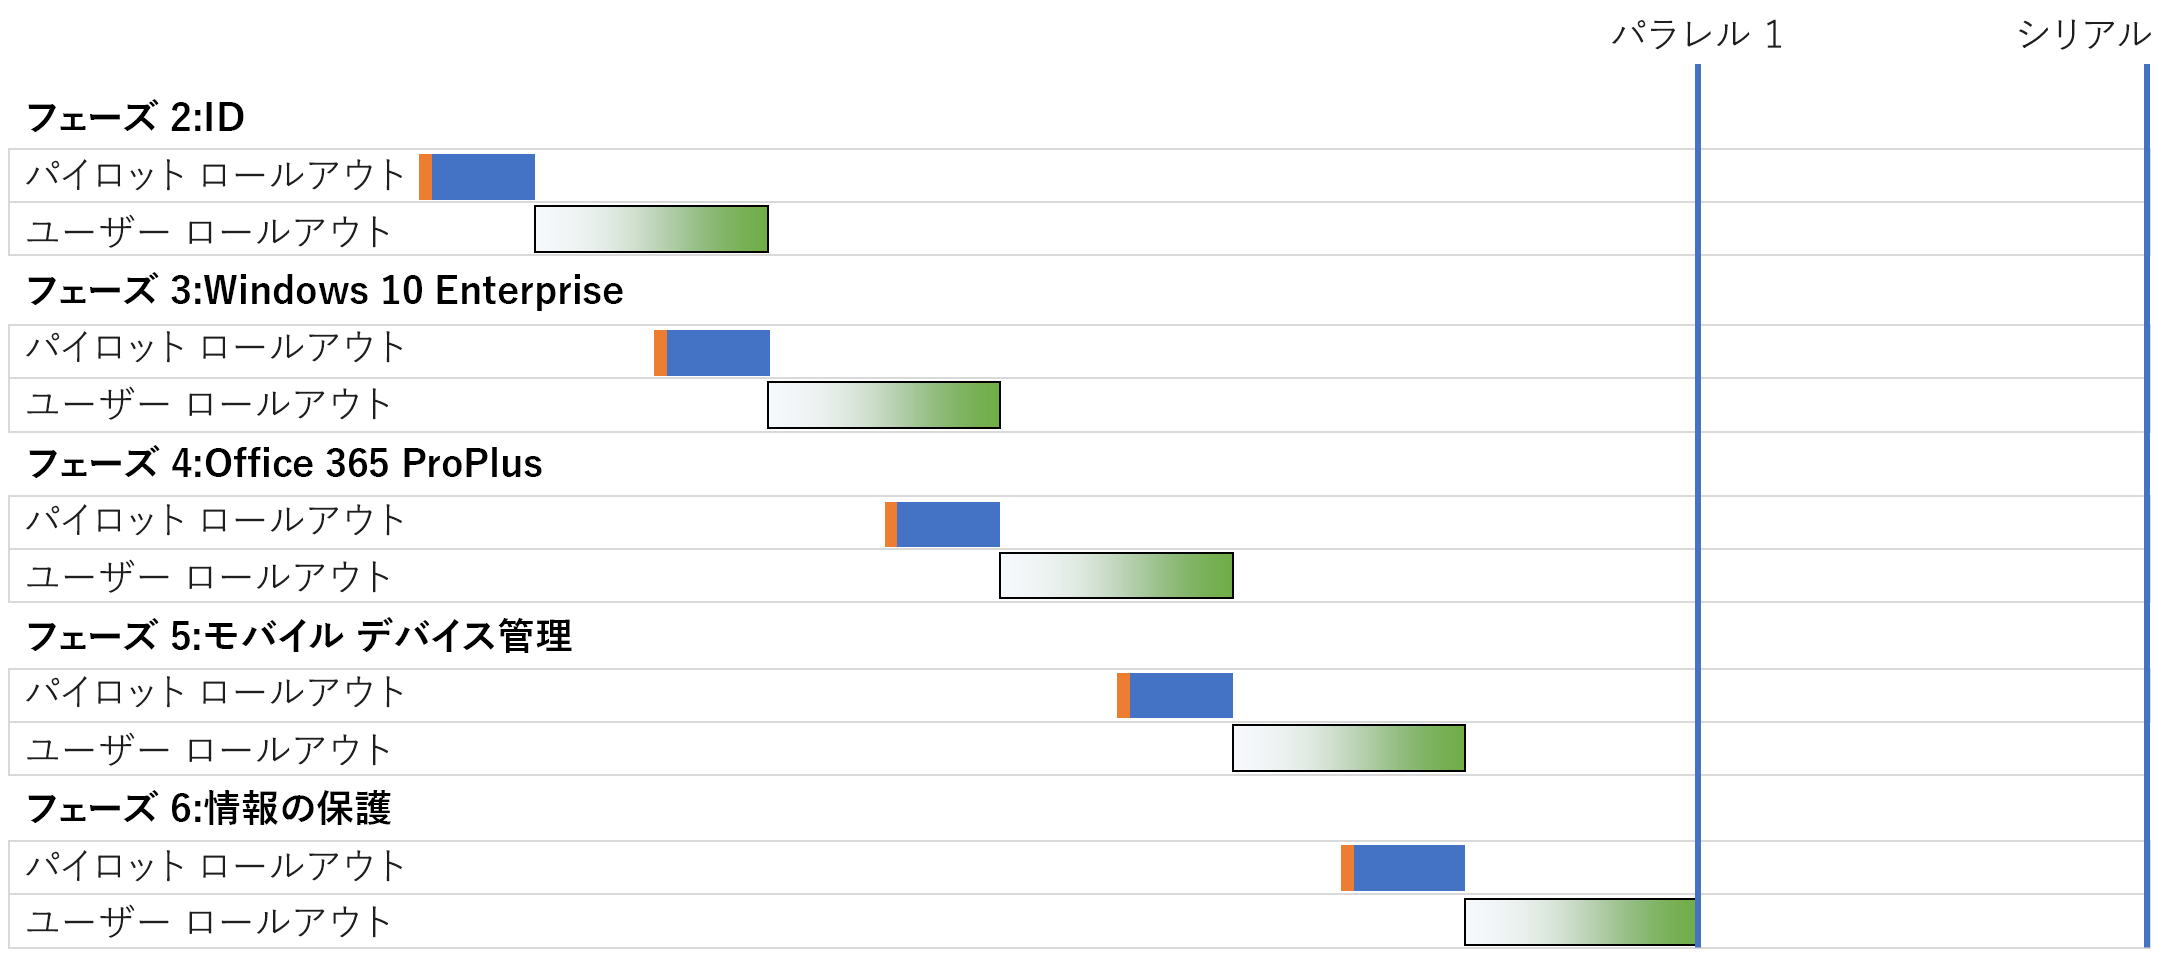 パラレル 1 シリアル
フェーズ 2:ID
パイロット ロールアウト
ユーザー ロールアウト
フェーズ 3:Windows 10 Enterprise
パイロット ロールアウト
ユーザー ロールアウト
フェーズ 4:Office 365 ProPlus
パイロット ロールアウト
ユーザー ロールアウト
フェーズ 5:モバイル デバイス管理
パイロット ロールアウト
ユーザー ロールアウト
フェーズ 6:情報の保護
パイロット ロールアウト
ユーザー ロールアウト